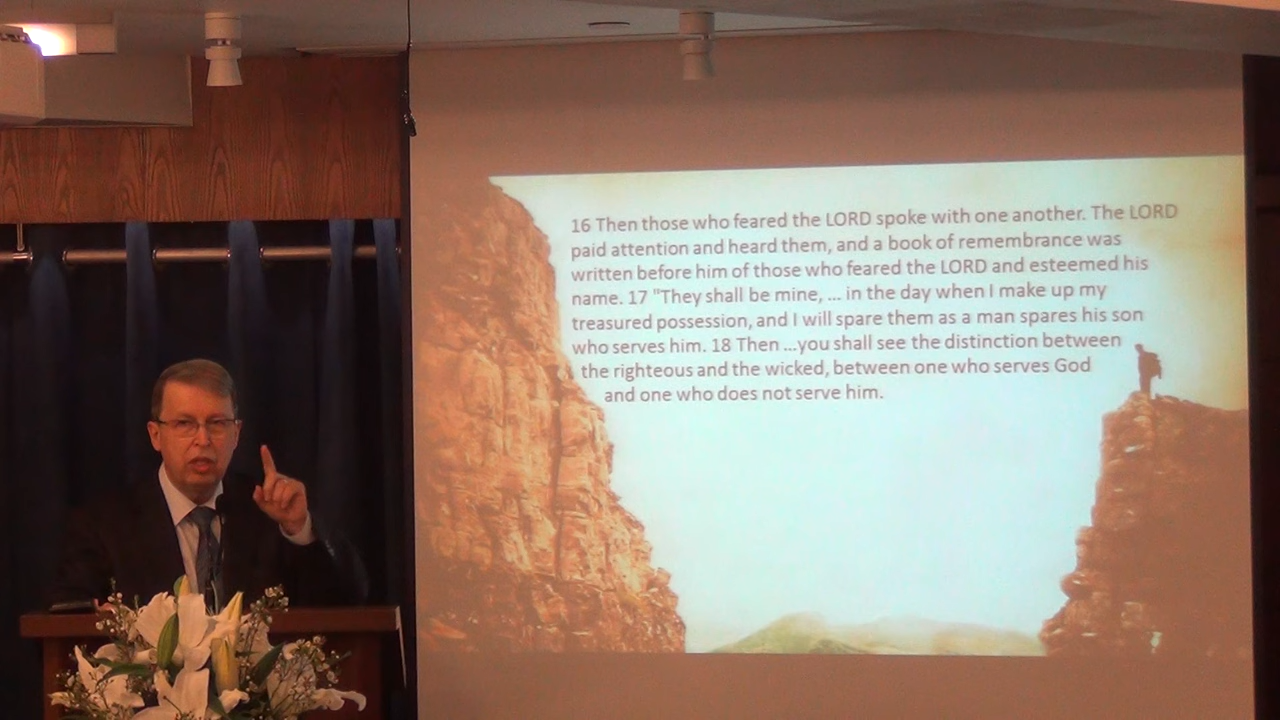 16 Then those who feared the LORD spoke with one another. The LORD
paid attention and heard them, and a book of remembrance was
written before him of those who feared the LORD and esteemed his
name. 17 "They shall be mine, ... in the day when I make up my
treasured possession, and I will spare them as a man spares his son
who serves him. 18 Then ...you shall see the distinction between
the righteous and the wicked, between one who serves God
and one who does not serve him.